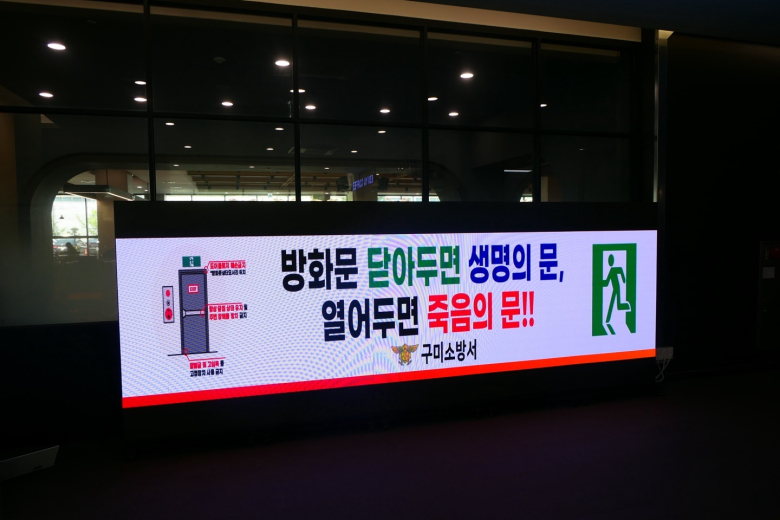 방화문 닫아두면 생명의 문,
열어두면 죽음의 문!!
구미소방서